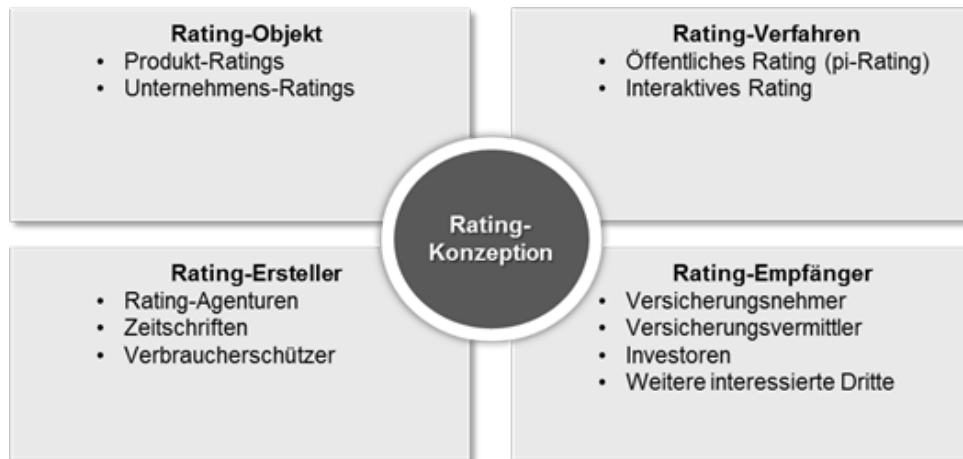 Rating-Objekt
• Produkt-Ratings
• Unternehmens-Ratings
Rating-Verfahren
• Öffentliches Rating (pi-Rating)
• Interaktives Rating
Rating-
Konzeption
Rating-Ersteller
• Rating-Agenturen
• Zeitschriften
• Verbraucherschützer
Rating-Empfänger
• Versicherungsnehmer
• Versicherungsvermittler
• Investoren
• Weitere interessierte Dritte